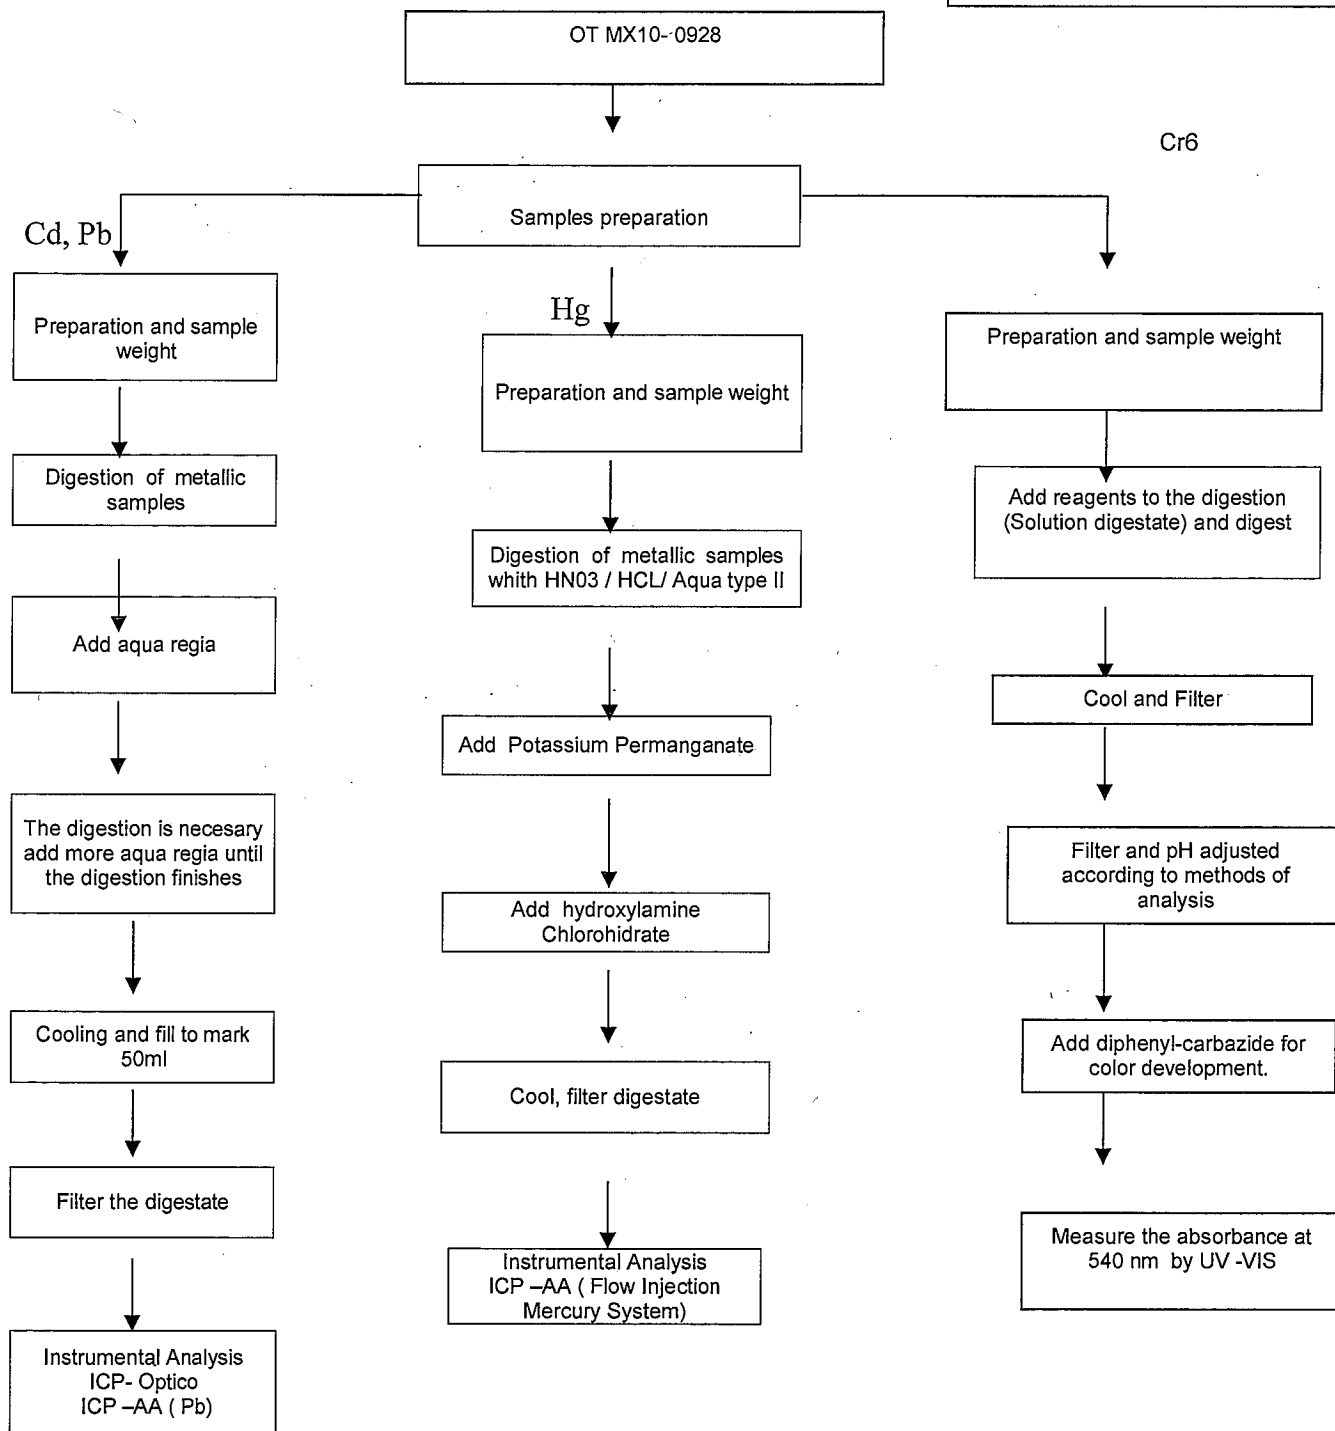 OT MX10-0928
Samples preparation
Cd, Pb
Preparation and sample
weight
Digestion of metallic
samples
Add aqua regia
The digestion is necesary
add more aqua regia until
the digestion finishes
Cooling and fill to mark
50ml
Filter the digestate
Instrumental Analysis
ICP- Optico
ICP –AA ( Pb)
Hg
Preparation and sample weight
Digestion of metallic samples
whith HN03 / HCL/ Aqua type II
Add Potassium Permanganate
Add hydroxylamine
Chlorohidrate
Cool, filter digestate
Instrumental Analysis
ICP –AA ( Flow Injection
Mercury System)
Cr6
Preparation and sample weight
Add reagents to the digestion
(Solution digestate) and digest
Cool and Filter
Filter and pH adjusted
according to methods of
analysis
Add diphenyl-carbazide for
color development.
Measure the absorbance at
540 nm by UV -VIS